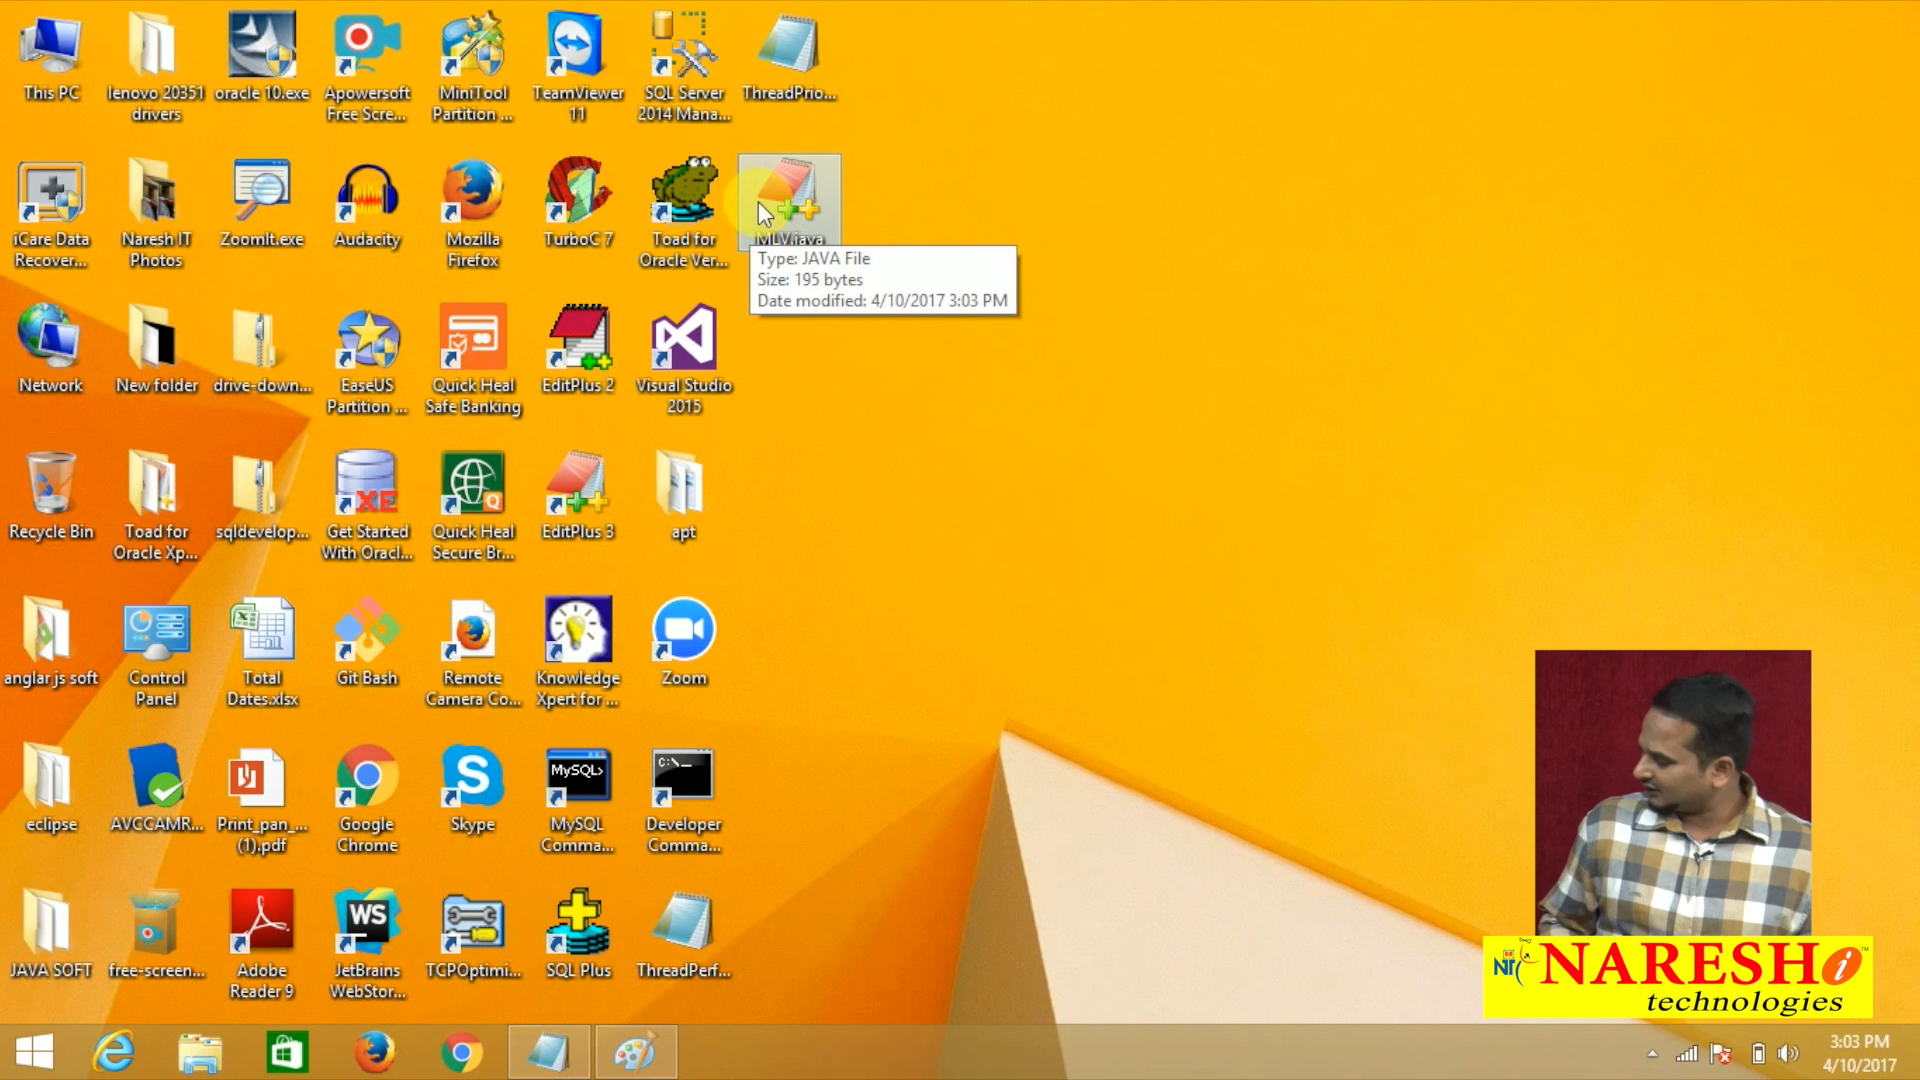 This PC
lenovo 20351
drivers
oracle 10.exe
Apowersoft
Free Scre...
MiniTool
Partition ...
TeamViewer
11
SQL Server
2014 Mana...
ThreadPrio...
iCare Data
Recover...
Naresh IT
Photos
ZoomIt.exe
Audacity
Mozilla
Firefox
TurboC 7
Toad for
Oracle Ver...
MLV.java
Type: JAVA File
Size: 195 bytes
Date modified: 4/10/2017 3:03 PM
Network
New folder
drive-down...
EaseUS
Partition ...
Quick Heal
Safe Banking
EditPlus 2
Visual Studio
2015
Recycle Bin
Toad for
Oracle Xp...
sqldevelop...
XE
Get Started
With Oracl...
Q
Quick Heal
Secure Br...
EditPlus 3
apt
anglar js soft
Control
Panel
Total
Dates.xlsx
Git Bash
Remote
Camera Co...
Knowledge
Xpert for ...
Zoom
eclipse
AVCCAMR...
Print_pan_...
(1).pdf
Google
Chrome
Skype
MySQL>
MySQL
Comma...
C:\_
Developer
Comma...
JAVA SOFT
free-screen...
Adobe
Reader 9
WS
JetBrains
WebStor...
TCPOptimi...
SQL Plus
ThreadPerf...
NARESH i ™
technologies
3:03 PM
4/10/2017